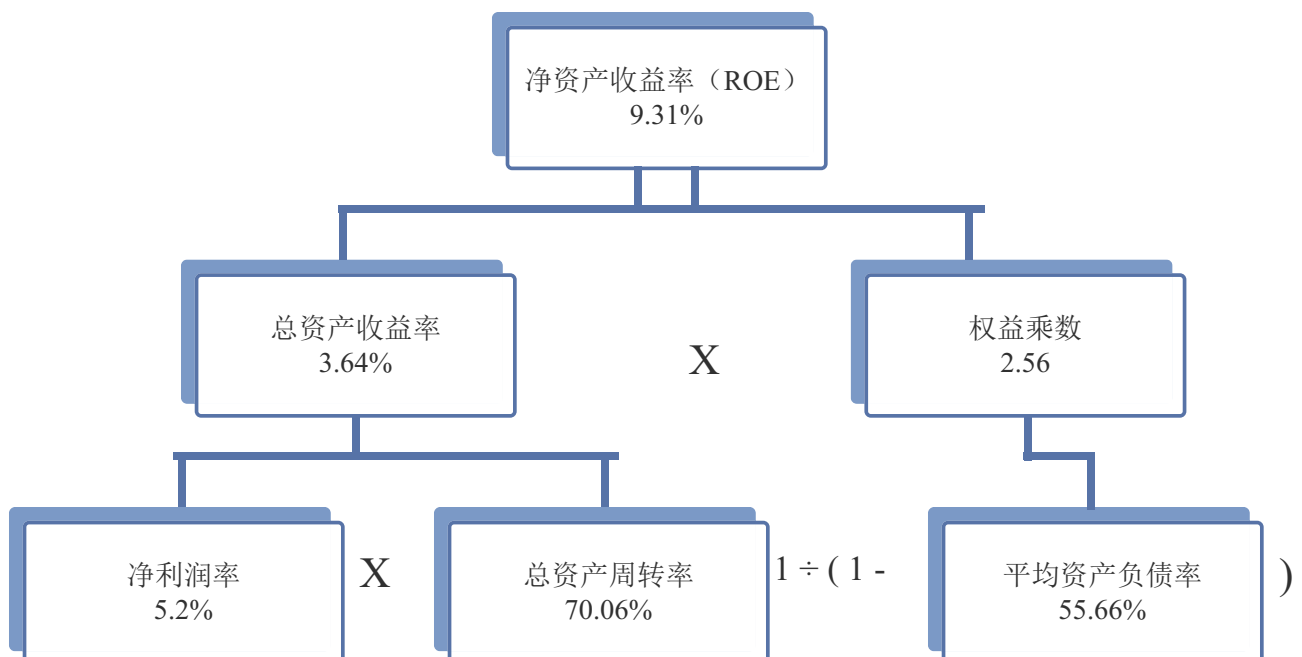 净资产收益率（ROE）
9.31%
总资产收益率
3.64%
X
权益乘数
2.56
净利润率
5.2%
X
总资产周转率
70.06%
1 ÷ ( 1 -
平均资产负债率
55.66%
)